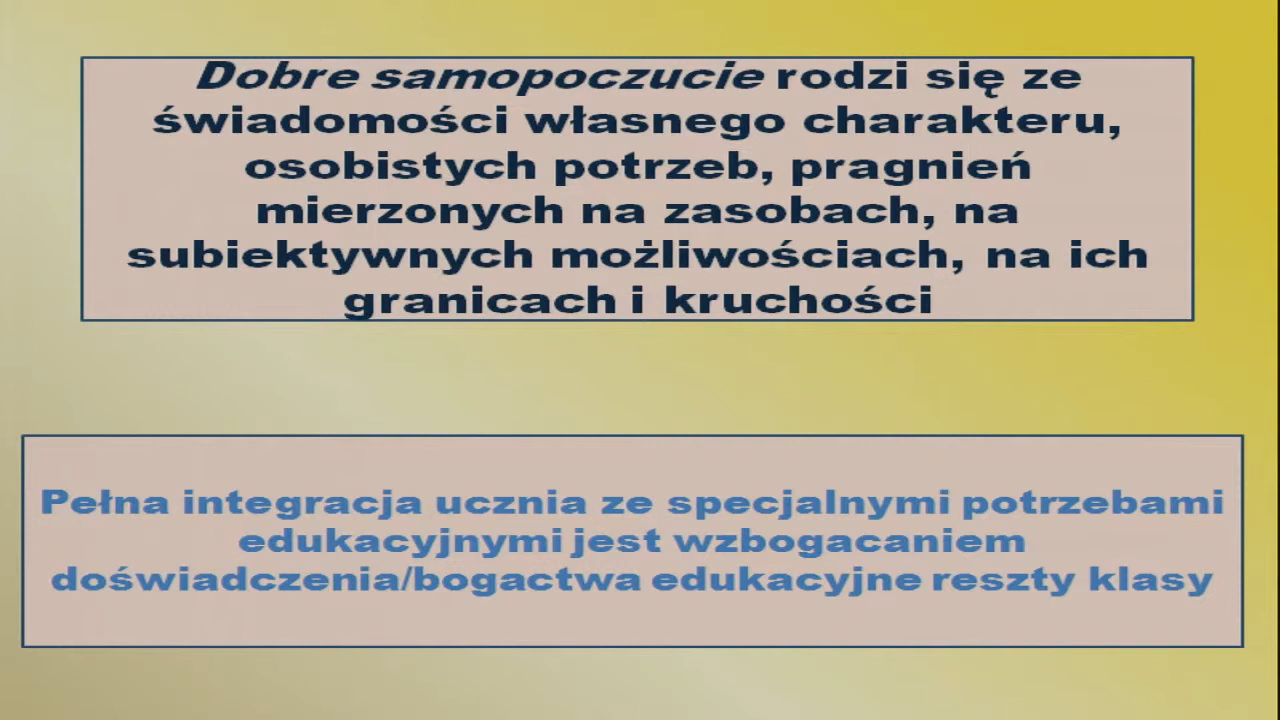 Dobre samopoczucie rodzi się ze
świadomości własnego charakteru,
osobistych potrzeb, pragnień
mierzonych na zasobach, na
subiektywnych możliwościach, na ich
granicach i kruchości
Pełna integracja ucznia ze specjalnymi potrzebami
edukacyjnymi jest wzbogacaniem
doświadczenia/bogactwa edukacyjne reszty klasy